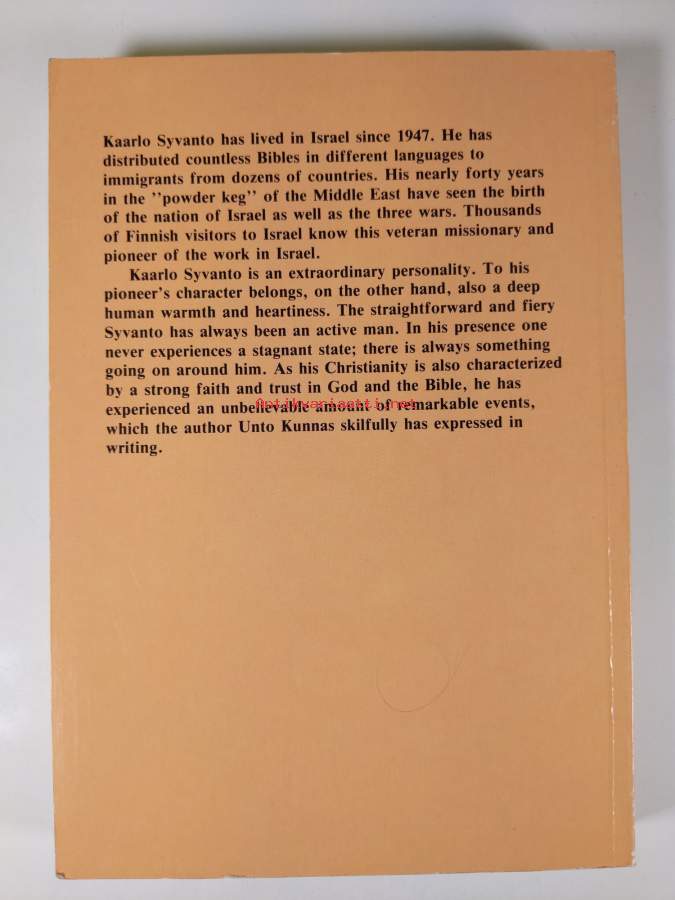 Kaarlo Syvanto has lived in Israel since 1947. He has
distributed countless Bibles in different languages to
immigrants from dozens of countries. His nearly forty years
in the ''powder keg'' of the Middle East have seen the birth
of the nation of Israel as well as the three wars. Thousands
of Finnish visitors to Israel know this veteran missionary and
pioneer of the work in Israel.
Kaarlo Syvanto is an extraordinary personality. To his
pioneer's character belongs, on the other hand, also a deep
human warmth and heartiness. The straightforward and fiery
Syvanto has always been an active man. In his presence one
never experiences a stagnant state; there is always something
going on around him. As his Christianity is also characterized
by a strong faith and trust in God and the Bible, he has
experienced an unbelievable amount of remarkable events,
Antikvariaatti.net
which the author Unto Kunnas skilfully has expressed in
writing.